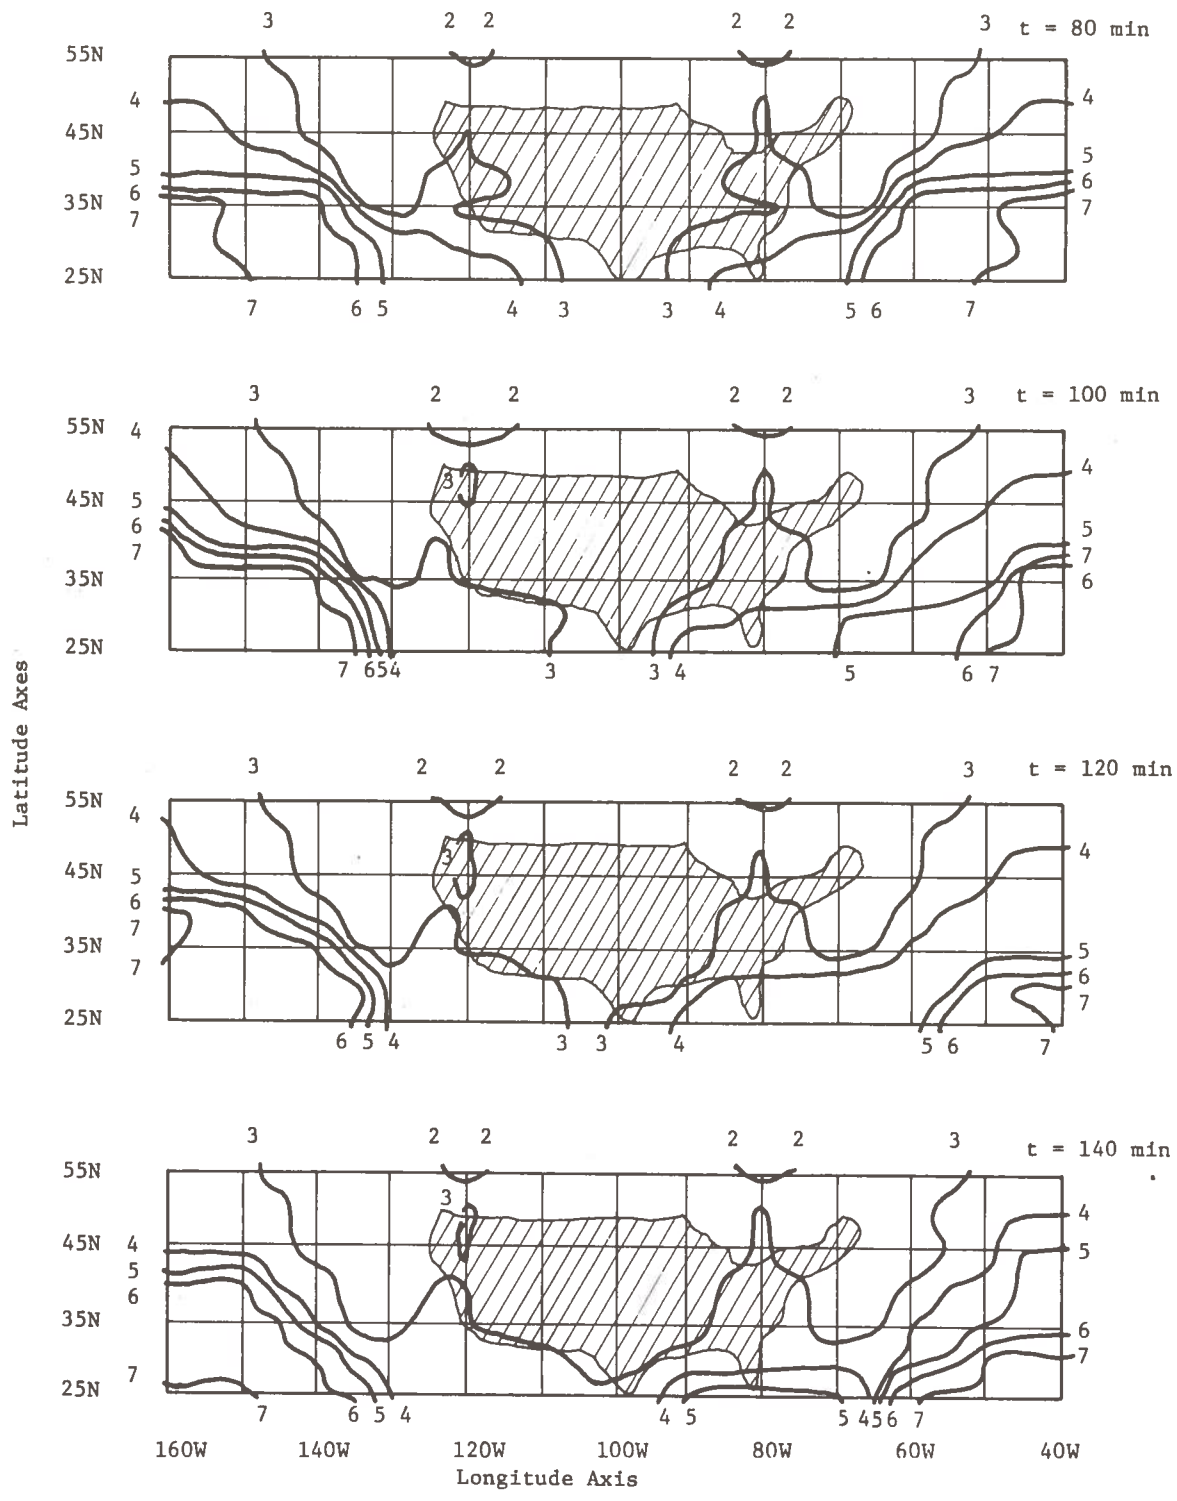 3 2 2 2 2 3 t = 80 min
55N
4 4
45N
5 5
6 6
35N
7 7
25N
7 6 5 4 3 3 4 5 6 7
3 2 2 2 2 3 t = 100 min
55N 4
4
3
45N 5
6 5
7 7
35N 6
25N
7 6 5 4 3 3 4 5 6 7
3 2 2 2 2 3 t = 120 min
55N
4
3 4
45N 5
6
7
35N 5
7 6
7
25N
6 5 4 3 3 4 5 6 7
3 2 2 2 2 3 t = 140 min
55N
3 4
45N 4 5
5
6
35N 6
7
7
25N
7 6 5 4 4 5 5 4 5 6 7
160W 140W 120W 100W 80W 60W 40W
Longitude Axis
Latitude Axes